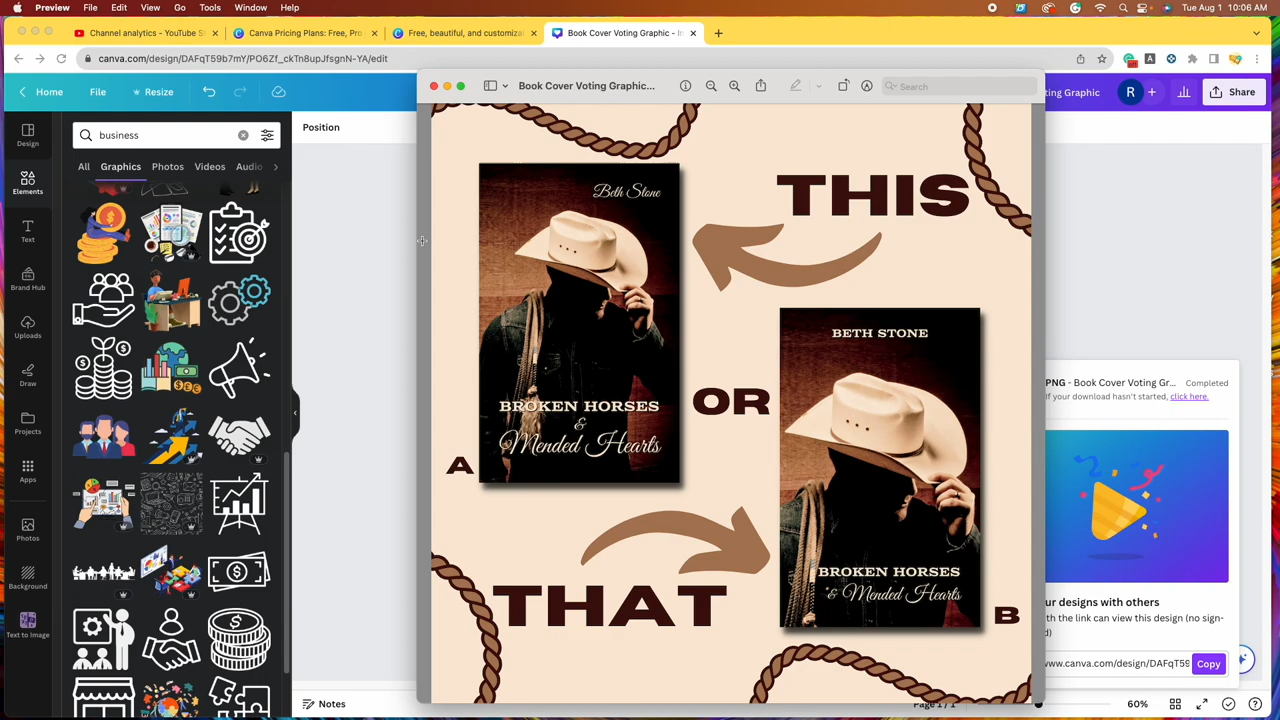 Preview File Edit View Go Tools Window Help Tue Aug 1 10:06 AM
Channel analytics - YouTube S
Canva Pricing Plans: Free, Pro
Free, beautiful, and customiza
Book Cover Voting Graphic - In
canva.com/design/DAFqT59b7mY/PO6Zf_ckTn8upJfsgnN-YA/edit
Home File Resize
Book Cover Voting Graphic...
Search
ting Graphic
R
Share
Design
Elements
Text
Brand Hub
Uploads
Draw
Projects
Apps
Photos
Background
Text to Image
business
All Graphics Photos Videos Audio
Position
Beth Stone
BROKEN HORSES
&
Mended Hearts
A
THIS
OR
THAT
BETH STONE
BROKEN HORSES
& Mended Hearts
B
PNG - Book Cover Voting Gr... Completed
If your download hasn't started, click here.
ur designs with others
th the link can view this design (no sign-
d)
www.canva.com/design/DAFqT59
Copy
Notes
Page 1 / 1
60%